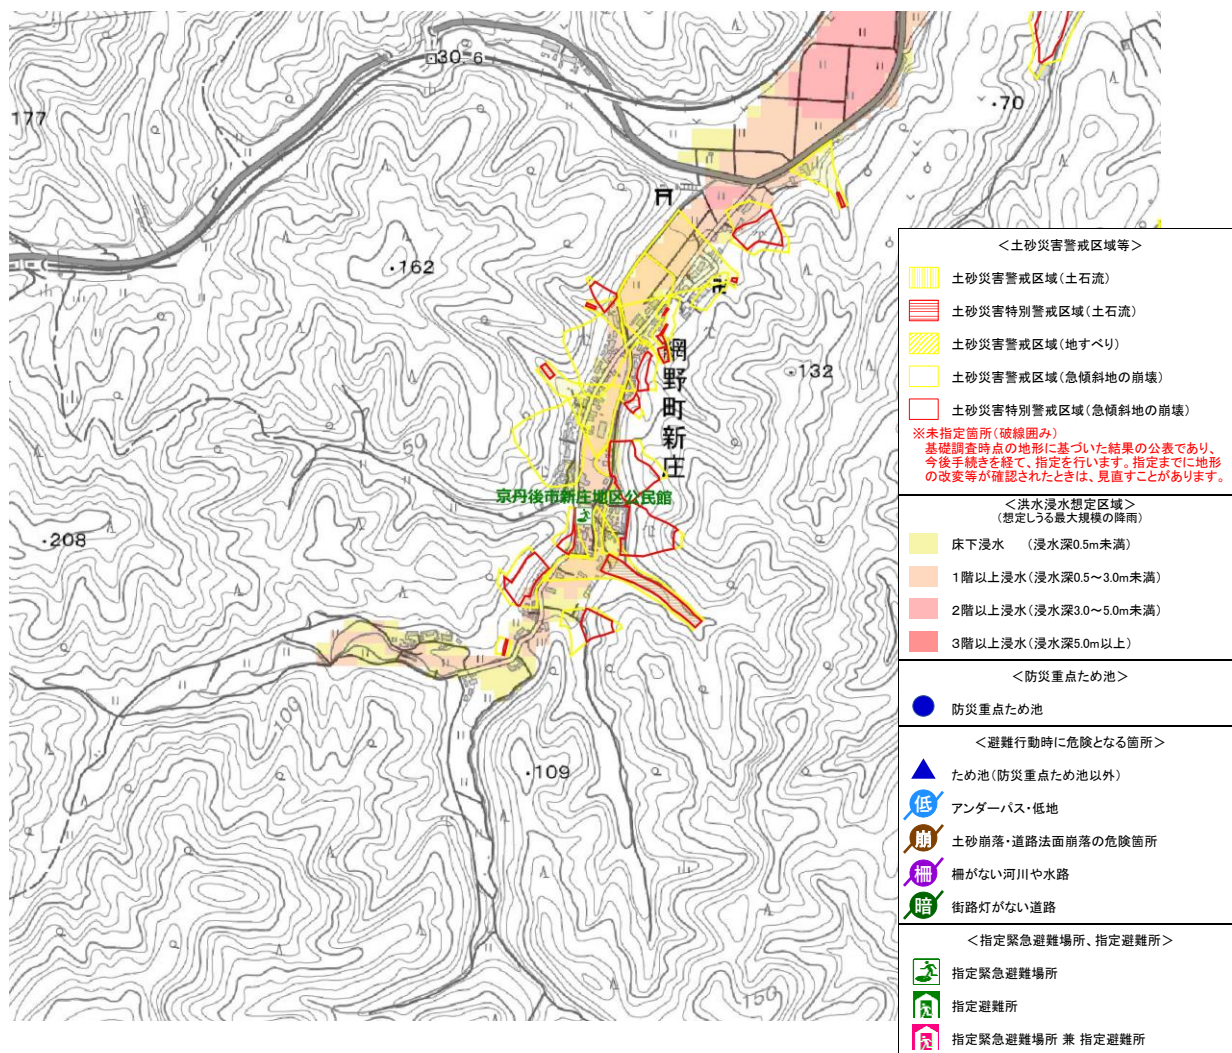 30.6
177
70
162
132
網野町新庄
50
京丹後市新庄地区公民館
208
100
109
150
＜土砂災害警戒区域等＞
土砂災害警戒区域（土石流）
土砂災害特別警戒区域（土石流）
土砂災害警戒区域（地すべり）
土砂災害警戒区域（急傾斜地の崩壊）
土砂災害特別警戒区域（急傾斜地の崩壊）
※未指定箇所（破線囲み）
基礎調査時点の地形に基づいた結果の公表であり、
今後手続きを経て、指定を行います。指定までに地形
の改変等が確認されたときは、見直すことがあります。
＜洪水浸水想定区域＞
（想定しうる最大規模の降雨）
床下浸水　（浸水深0.5m未満）
1階以上浸水（浸水深0.5～3.0m未満）
2階以上浸水（浸水深3.0～5.0m未満）
3階以上浸水（浸水深5.0m以上）
＜防災重点ため池＞
防災重点ため池
＜避難行動時に危険となる箇所＞
ため池（防災重点ため池以外）
低 アンダーパス・低地
崩 土砂崩落・道路法面崩落の危険箇所
柵 柵がない河川や水路
暗 街路灯がない道路
＜指定緊急避難場所、指定避難所＞
指定緊急避難場所
指定避難所
指定緊急避難場所 兼 指定避難所